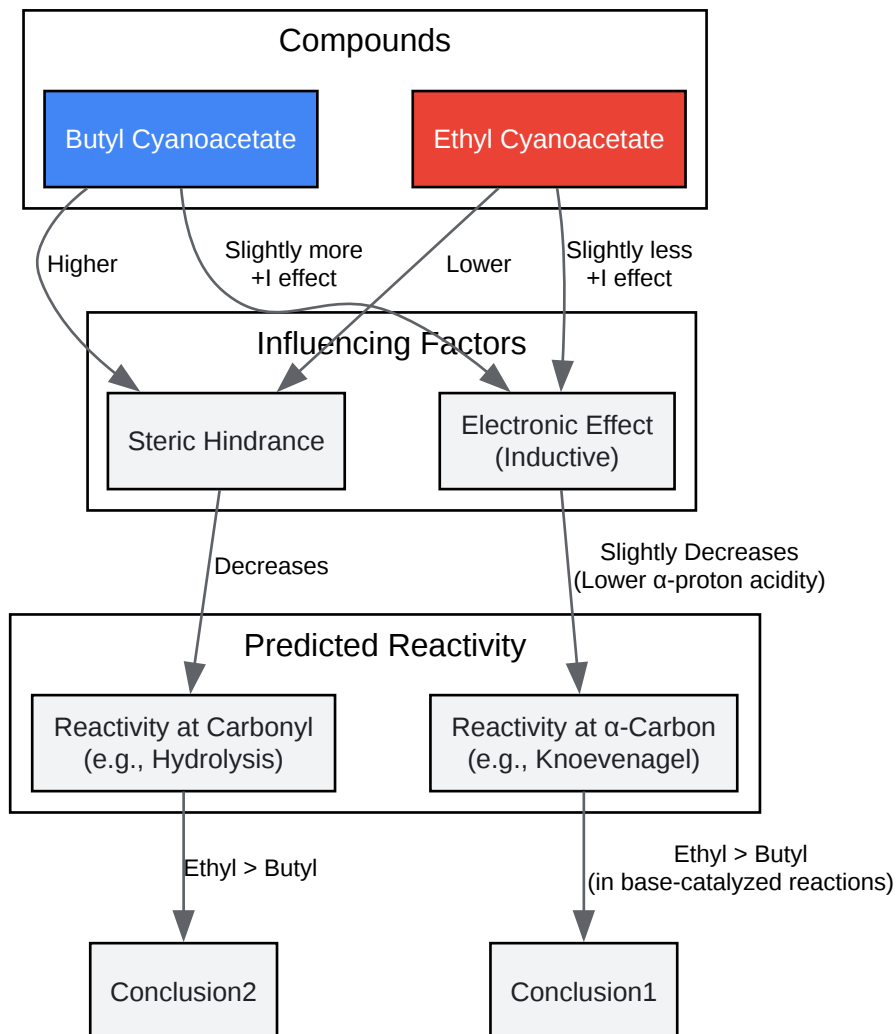 Compounds
Butyl Cyanoacetate
Ethyl Cyanoacetate
Higher
Slightly more
+I effect
Lower
Slightly less
+I effect
Influencing Factors
Steric Hindrance
Electronic Effect
(Inductive)
Decreases
Slightly Decreases
(Lower α-proton acidity)
Predicted Reactivity
Reactivity at Carbonyl
(e.g., Hydrolysis)
Reactivity at α-Carbon
(e.g., Knoevenagel)
Ethyl > Butyl
Ethyl > Butyl
(in base-catalyzed reactions)
Conclusion2
Conclusion1